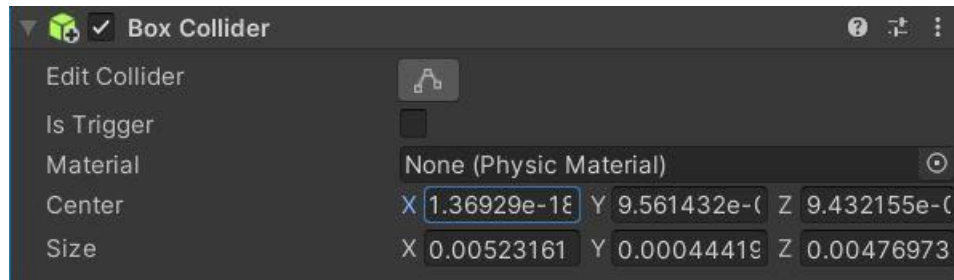 Box Collider
Edit Collider
Is Trigger
Material None (Physic Material)
Center X 1.36929e-18 Y 9.561432e-0 Z 9.432155e-0
Size X 0.00523161 Y 0.00044419 Z 0.00476973